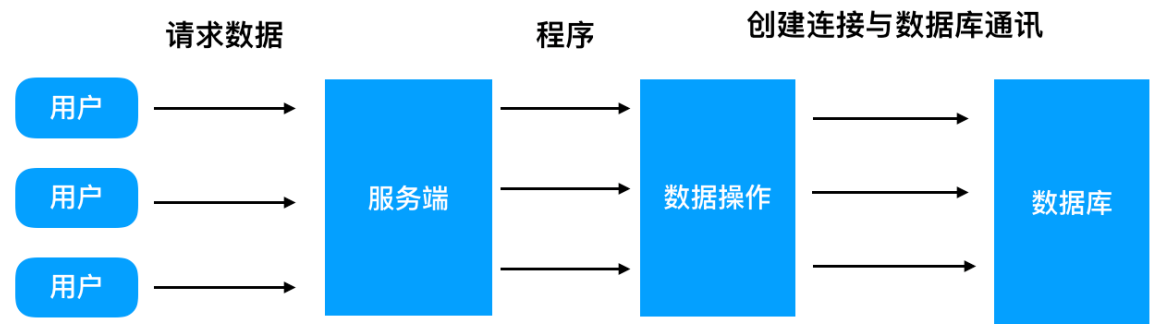 请求数据
程序
创建连接与数据库通讯
用户
用户
用户
服务端
数据操作
数据库